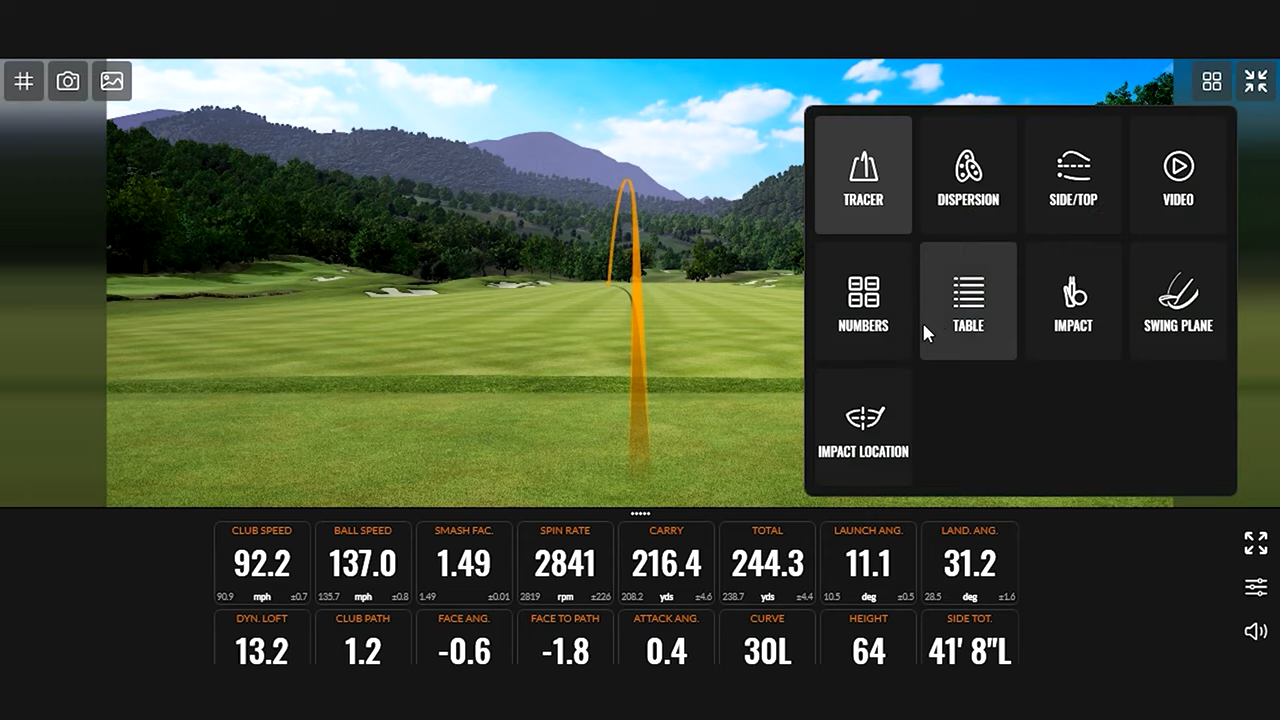 TRACER DISPERSION SIDE/TOP VIDEO
NUMBERS TABLE IMPACT SWING PLANE
IMPACT LOCATION
CLUB SPEED BALL SPEED SMASH FAC. SPIN RATE CARRY TOTAL LAUNCH ANG. LAND. ANG.
92.2 137.0 1.49 2841 216.4 244.3 11.1 31.2
90.9 mph ±0.7 135.7 mph ±0.8 1.49 ±0.01 2819 rpm ±226 208.2 yds ±4.6 238.7 yds ±4.4 10.5 deg ±0.5 28.5 deg ±1.6
DYN. LOFT CLUB PATH FACE ANG. FACE TO PATH ATTACK ANG. CURVE HEIGHT SIDE TOT.
13.2 1.2 -0.6 -1.8 0.4 30L 64 41' 8"L